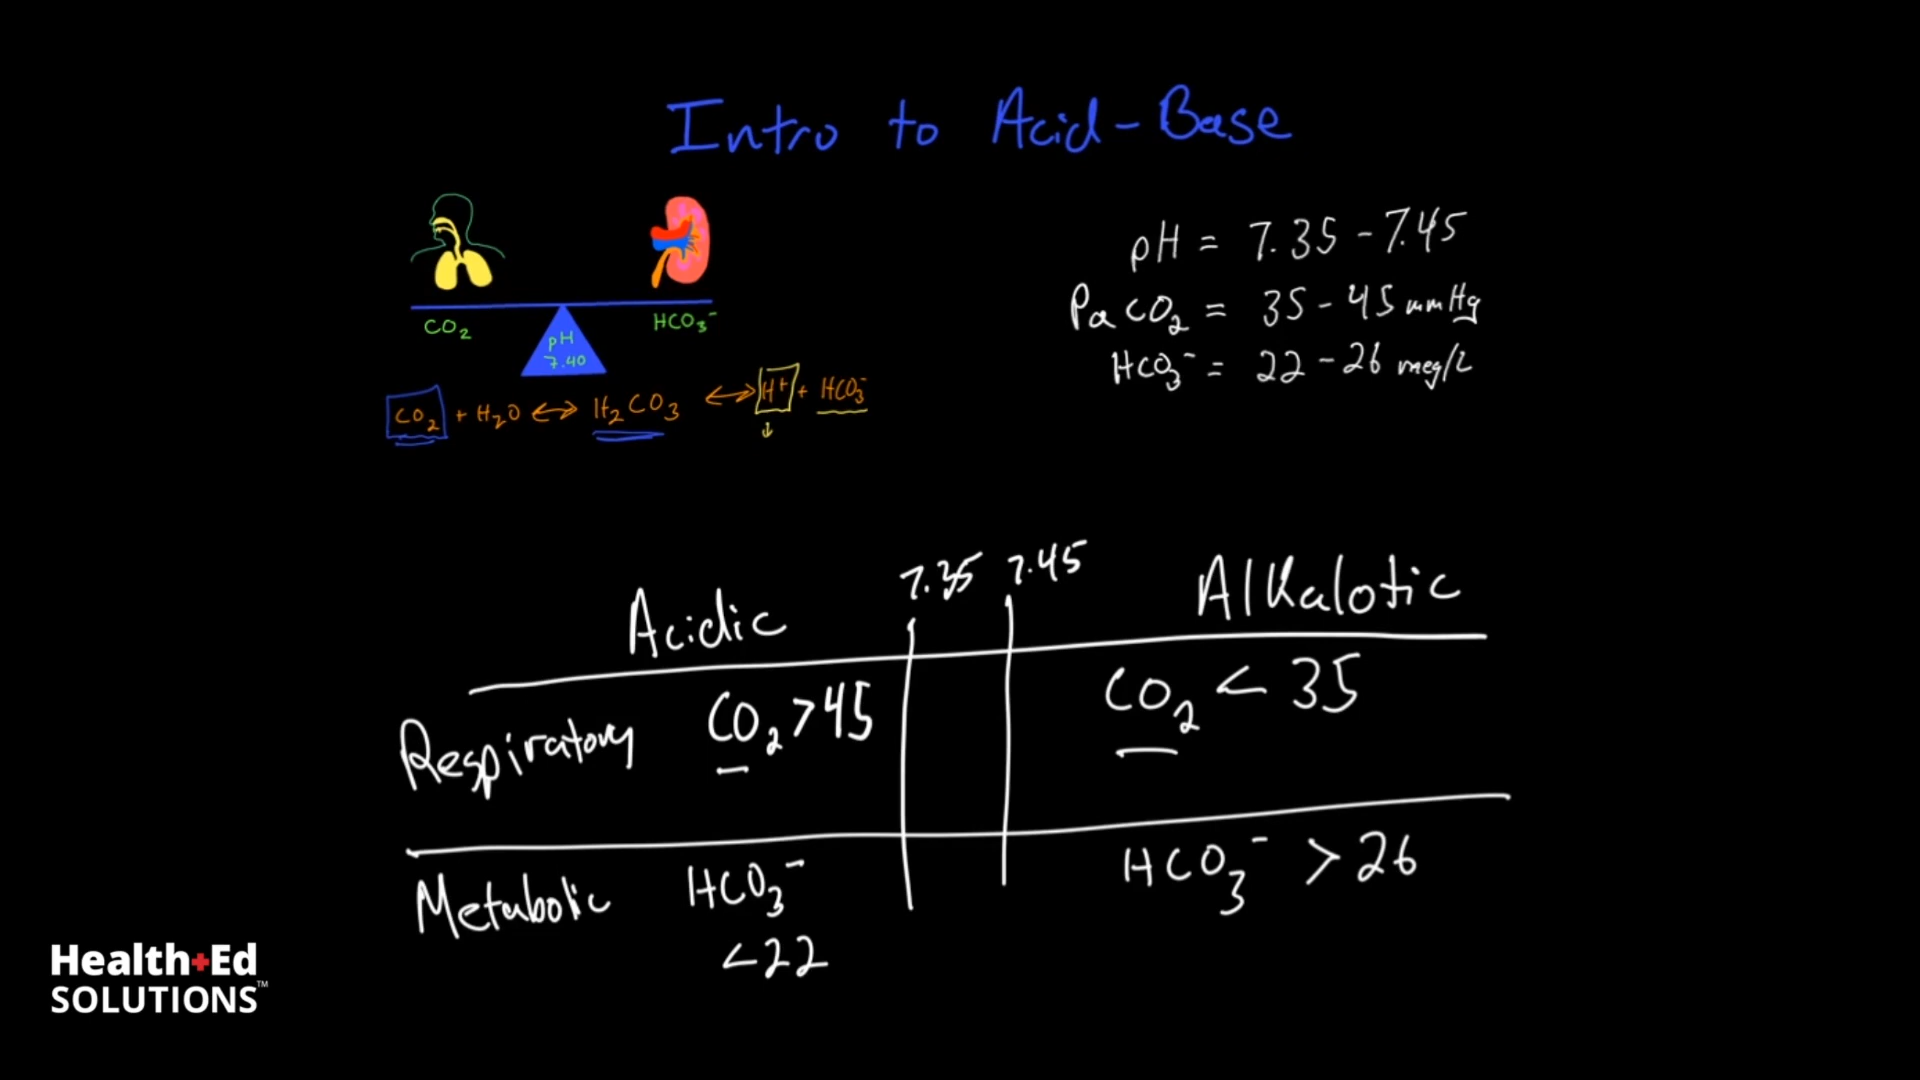 Intro to Acid-Base
CO₂
HCO₃⁻
pH
7.40
CO₂ + H₂O ↔ H₂CO₃ ↔ H⁺ + HCO₃⁻
↓
pH = 7.35 - 7.45
PaCO₂ = 35 - 45 mmHg
HCO₃⁻ = 22 - 26 meq/L
Acidic 7.35 7.45 Alkalotic
Respiratory CO₂ > 45 CO₂ < 35
Metabolic HCO₃⁻ HCO₃⁻ > 26
< 22
Health+Ed
SOLUTIONS™